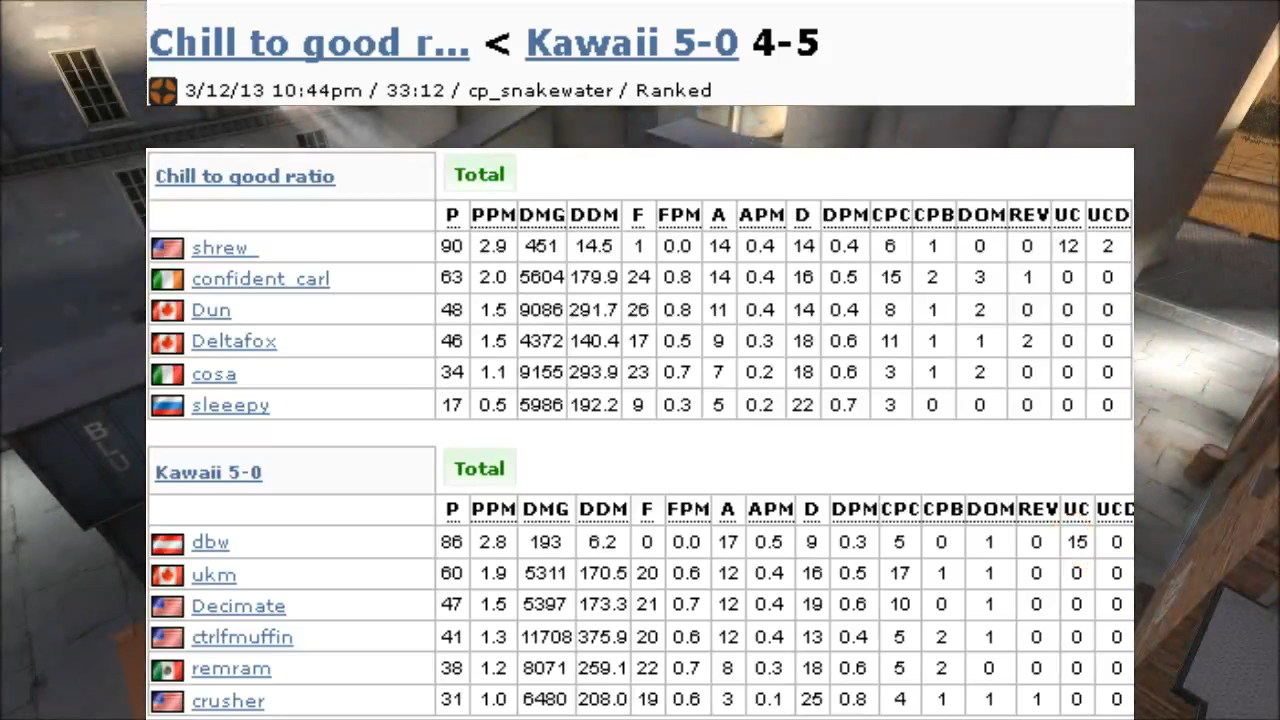 Chill to good r... < Kawaii 5-0 4-5
3/12/13 10:44pm / 33:12 / cp_snakewater / Ranked
Chill to good ratio Total
P PPM DMG DDM F FPM A APM D DPM CPC CPB DOM REV UC UCD
shrew_ 90 2.9 451 14.5 1 0.0 14 0.4 14 0.4 6 1 0 0 12 2
confident_carl 63 2.0 5604 179.9 24 0.8 14 0.4 16 0.5 15 2 3 1 0 0
Dun 48 1.5 9086 291.7 26 0.8 11 0.4 14 0.4 8 1 2 0 0 0
Deltafox 46 1.5 4372 140.4 17 0.5 9 0.3 18 0.6 11 1 1 2 0 0
cosa 34 1.1 9155 293.9 23 0.7 7 0.2 18 0.6 3 1 2 0 0 0
sleeepy 17 0.5 5986 192.2 9 0.3 5 0.2 22 0.7 3 0 0 0 0 0
Kawaii 5-0 Total
P PPM DMG DDM F FPM A APM D DPM CPC CPB DOM REV UC UCD
dbw 86 2.8 193 6.2 0 0.0 17 0.5 9 0.3 5 0 1 0 15 0
ukm 60 1.9 5311 170.5 20 0.6 12 0.4 16 0.5 17 1 1 0 0 0
Decimate 47 1.5 5397 173.3 21 0.7 12 0.4 19 0.6 10 0 1 0 0 0
ctrlfmuffin 41 1.3 11708 375.9 20 0.6 12 0.4 13 0.4 5 2 1 0 0 0
remram 38 1.2 8071 259.1 22 0.7 8 0.3 18 0.6 5 2 0 0 0 0
crusher 31 1.0 6480 208.0 19 0.6 3 0.1 25 0.8 4 1 1 1 0 0